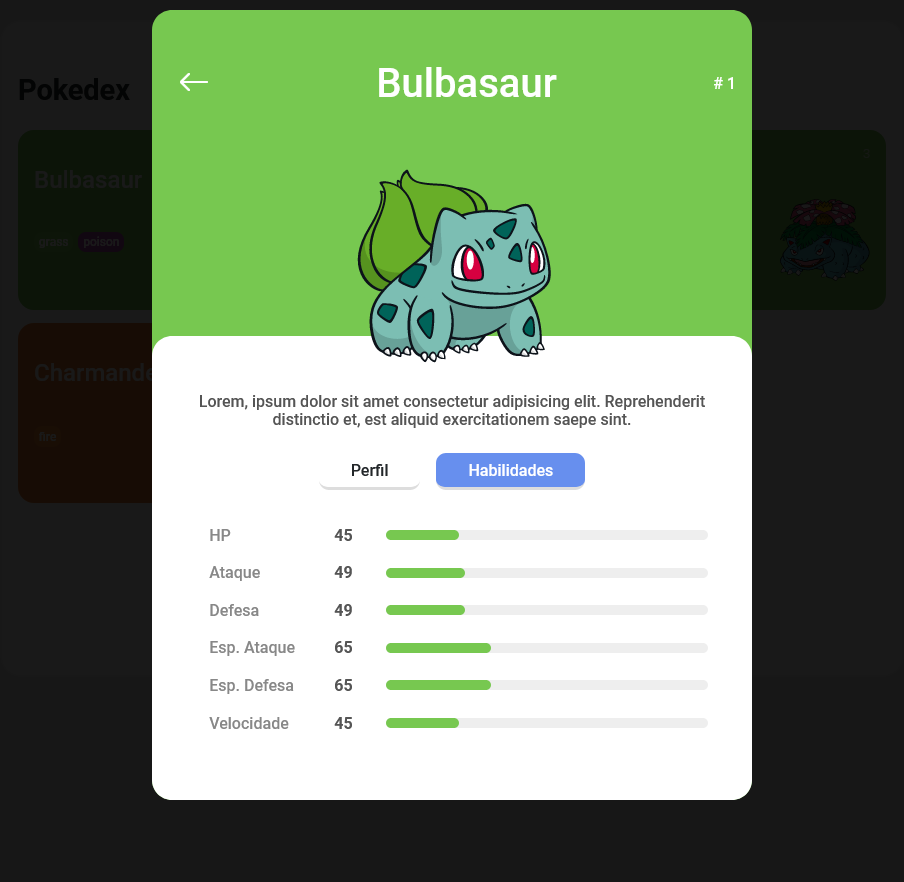 Pokedex
Bulbasaur
# 1
Bulbasaur
grass poison
Charmande
fire
Lorem, ipsum dolor sit amet consectetur adipisicing elit. Reprehenderit
distinctio et, est aliquid exercitationem saepe sint.
Perfil Habilidades
HP 45
Ataque 49
Defesa 49
Esp. Ataque 65
Esp. Defesa 65
Velocidade 45